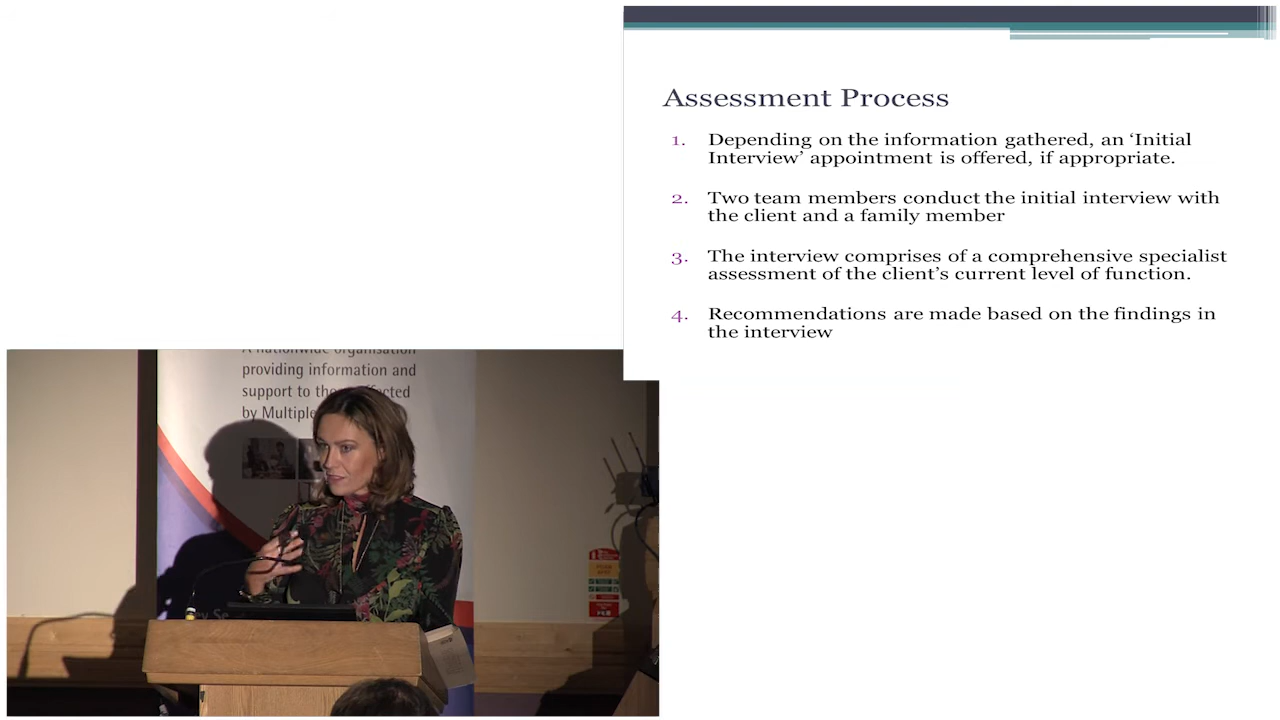 Assessment Process
1. Depending on the information gathered, an ‘Initial
Interview’ appointment is offered, if appropriate.
2. Two team members conduct the initial interview with
the client and a family member
3. The interview comprises of a comprehensive specialist
assessment of the client’s current level of function.
4. Recommendations are made based on the findings in
the interview
A nationwide organisation
providing information and
support to
by Multiple